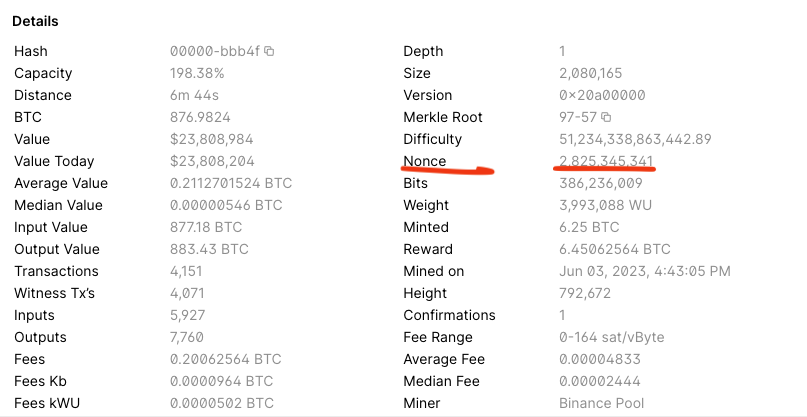 Details
Hash 00000-bbb4f
Capacity 198.38%
Distance 6m 44s
BTC 876.9824
Value $23,808,984
Value Today $23,808,204
Average Value 0.2112701524 BTC
Median Value 0.00000546 BTC
Input Value 877.18 BTC
Output Value 883.43 BTC
Transactions 4,151
Witness Tx's 4,071
Inputs 5,927
Outputs 7,760
Fees 0.20062564 BTC
Fees Kb 0.0000964 BTC
Fees kWU 0.0000502 BTC
Depth 1
Size 2,080,165
Version 0x20a00000
Merkle Root 97-57
Difficulty 51,234,338,863,442.89
Nonce 2,825,345,341
Bits 386,236,009
Weight 3,993,088 WU
Minted 6.25 BTC
Reward 6.45062564 BTC
Mined on Jun 03, 2023, 4:43:05 PM
Height 792,672
Confirmations 1
Fee Range 0-164 sat/vByte
Average Fee 0.00004833
Median Fee 0.00002444
Miner Binance Pool